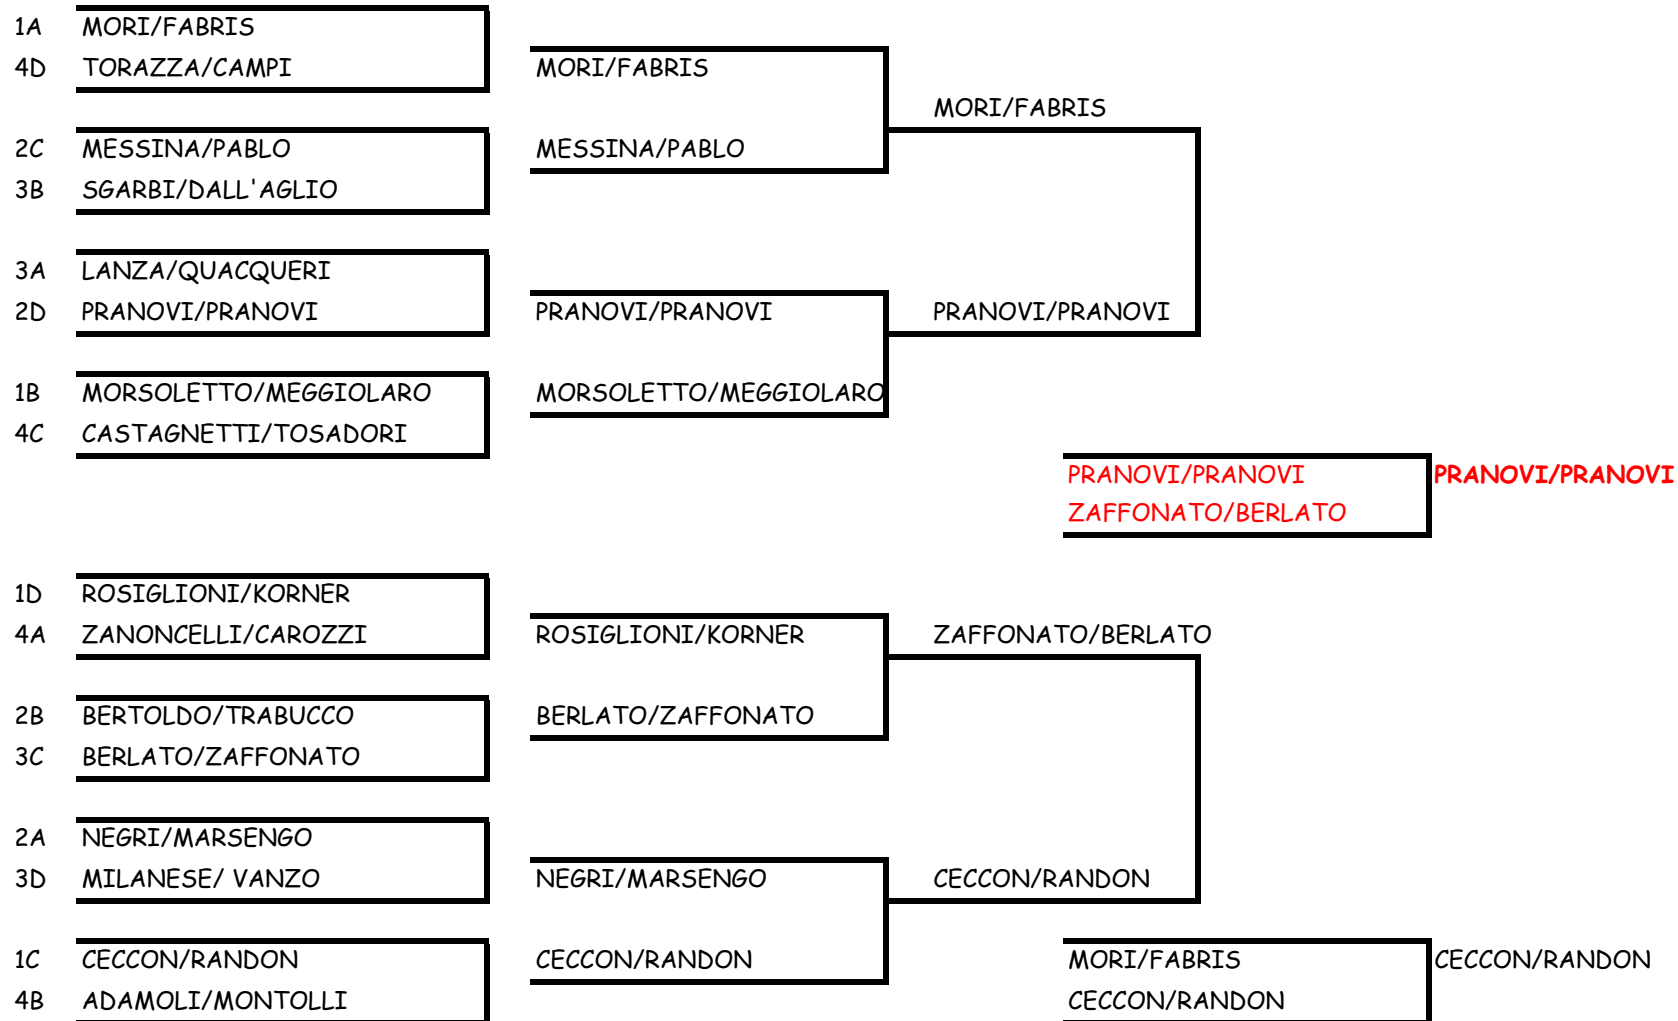 1A MORI/FABRIS
4D TORAZZA/CAMPI MORI/FABRIS
MORI/FABRIS
2C MESSINA/PABLO MESSINA/PABLO
3B SGARBI/DALL'AGLIO
3A LANZA/QUACQUERI
2D PRANOVI/PRANOVI PRANOVI/PRANOVI PRANOVI/PRANOVI
1B MORSOLETTO/MEGGIOLARO MORSOLETTO/MEGGIOLARO
4C CASTAGNETTI/TOSADORI
PRANOVI/PRANOVI PRANOVI/PRANOVI
ZAFFONATO/BERLATO
1D ROSIGLIONI/KORNER
4A ZANONCELLI/CAROZZI ROSIGLIONI/KORNER ZAFFONATO/BERLATO
2B BERTOLDO/TRABUCCO BERLATO/ZAFFONATO
3C BERLATO/ZAFFONATO
2A NEGRI/MARSENGO
3D MILANESE/ VANZO NEGRI/MARSENGO CECCON/RANDON
1C CECCON/RANDON CECCON/RANDON MORI/FABRIS CECCON/RANDON
4B ADAMOLI/MONTOLLI CECCON/RANDON